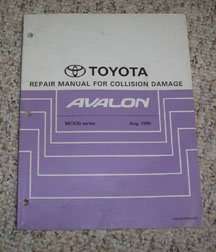 TOYOTA
REPAIR MANUAL FOR COLLISION DAMAGE
AVALON
MCX20 series Aug. 1999